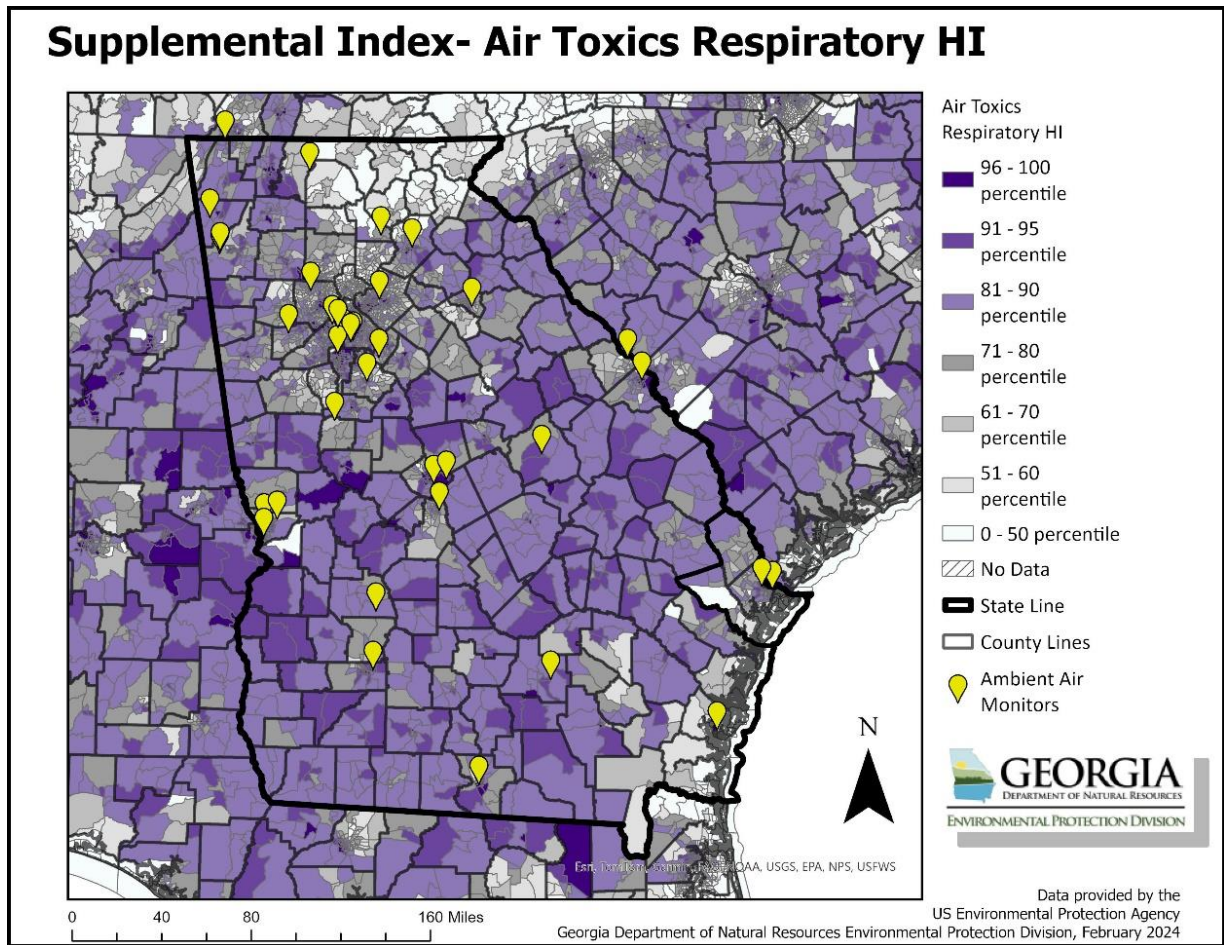 Supplemental Index- Air Toxics Respiratory HI
Air Toxics
Respiratory HI
96 - 100
percentile
91 - 95
percentile
81 - 90
percentile
71 - 80
percentile
61 - 70
percentile
51 - 60
percentile
0 - 50 percentile
No Data
State Line
County Lines
Ambient Air
Monitors
N
GEORGIA
DEPARTMENT OF NATURAL RESOURCES
ENVIRONMENTAL PROTECTION DIVISION
Esri, USGS, EPA, NPS, USFWS
0 40 80 160 Miles
Data provided by the
US Environmental Protection Agency
Georgia Department of Natural Resources Environmental Protection Division, February 2024